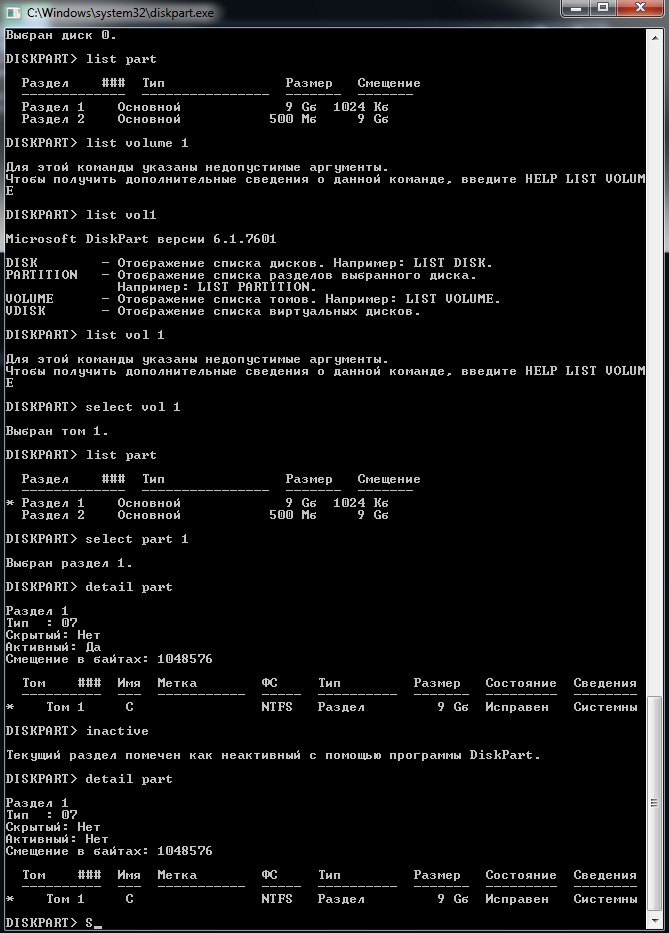 C:\Windows\system32\diskpart.exe
Выбран диск 0.
DISKPART> list part
Раздел    ###  Тип               Размер   Смещение
-------------  ----------------  -------  -------
Раздел 1    Основной             9 Gб  1024 Kб
Раздел 2    Основной           500 Mб     9 Gб
DISKPART> list volume 1
Для этой команды указаны недопустимые аргументы.
Чтобы получить дополнительные сведения о данной команде, введите HELP LIST VOLUM
E
DISKPART> list vol1
Microsoft DiskPart версии 6.1.7601
DISK        - Отображение списка дисков. Например: LIST DISK.
PARTITION   - Отображение списка разделов выбранного диска.
Например: LIST PARTITION.
VOLUME      - Отображение списка томов. Например: LIST VOLUME.
VDISK       - Отображение списка виртуальных дисков.
DISKPART> list vol 1
Для этой команды указаны недопустимые аргументы.
Чтобы получить дополнительные сведения о данной команде, введите HELP LIST VOLUM
E
DISKPART> select vol 1
Выбран том 1.
DISKPART> list part
Раздел    ###  Тип               Размер   Смещение
-------------  ----------------  -------  -------
* Раздел 1    Основной             9 Gб  1024 Kб
Раздел 2    Основной           500 Mб     9 Gб
DISKPART> select part 1
Выбран раздел 1.
DISKPART> detail part
Раздел 1
Тип  : 07
Скрытый: Нет
Активный: Да
Смещение в байтах: 1048576
Том    ###  Имя  Метка        ФС     Тип         Размер   Состояние  Сведения
----------  ---  -----------  -----  ----------  -------  ---------  --------
*    Том 1     C                NTFS   Раздел         9 Gб  Исправен   Системны
DISKPART> inactive
Текущий раздел помечен как неактивный с помощью программы DiskPart.
DISKPART> detail part
Раздел 1
Тип  : 07
Скрытый: Нет
Активный: Нет
Смещение в байтах: 1048576
Том    ###  Имя  Метка        ФС     Тип         Размер   Состояние  Сведения
----------  ---  -----------  -----  ----------  -------  ---------  --------
*    Том 1     C                NTFS   Раздел         9 Gб  Исправен   Системны
DISKPART> S_